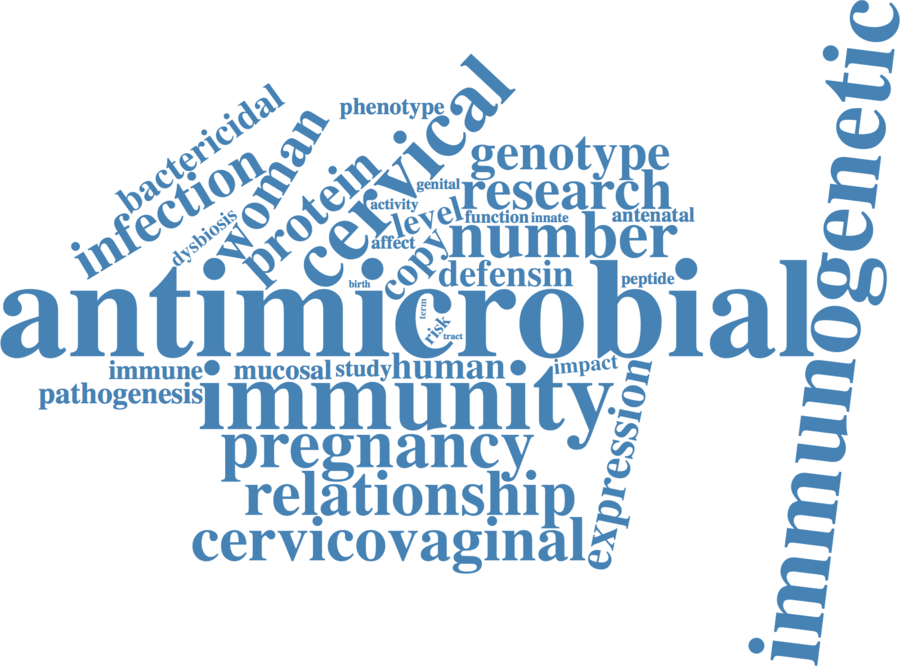 immunogenetic
cervical
bactericidal
phenotype
woman
infection
protein
genotype
genital
research
activity
level
function
innate
antenatal
dysbiosis
affect
number
copy
defensin
peptide
birth
antimicrobial
term
risk
tract
immune
mucosal
study
human
impact
pathogenesis
immunity
expression
pregnancy
relationship
cervicovaginal